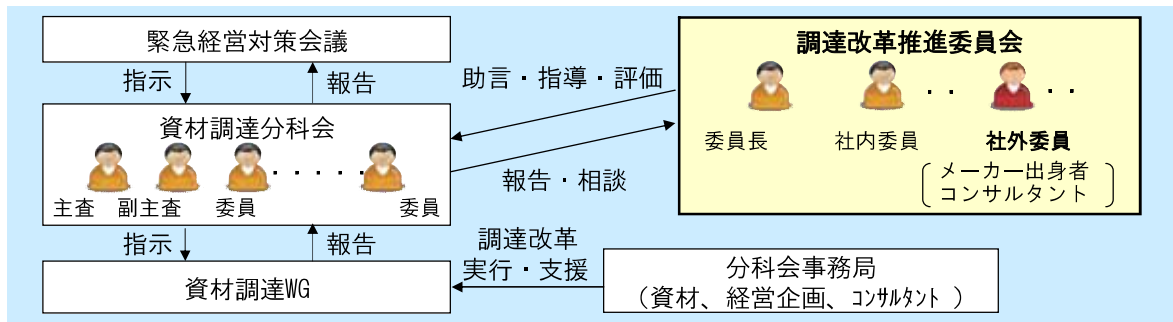 緊急経営対策会議
指示
報告
資材調達分科会
主査
副主査
委員
・・・・・
委員
指示
報告
資材調達WG
助言・指導・評価
報告・相談
調達改革推進委員会
委員長
社内委員
・・
社外委員
・・
メーカー出身者
コンサルタント
調達改革
実行・支援
分科会事務局
（資材、経営企画、ｺﾝｻﾙﾀﾝﾄ ）